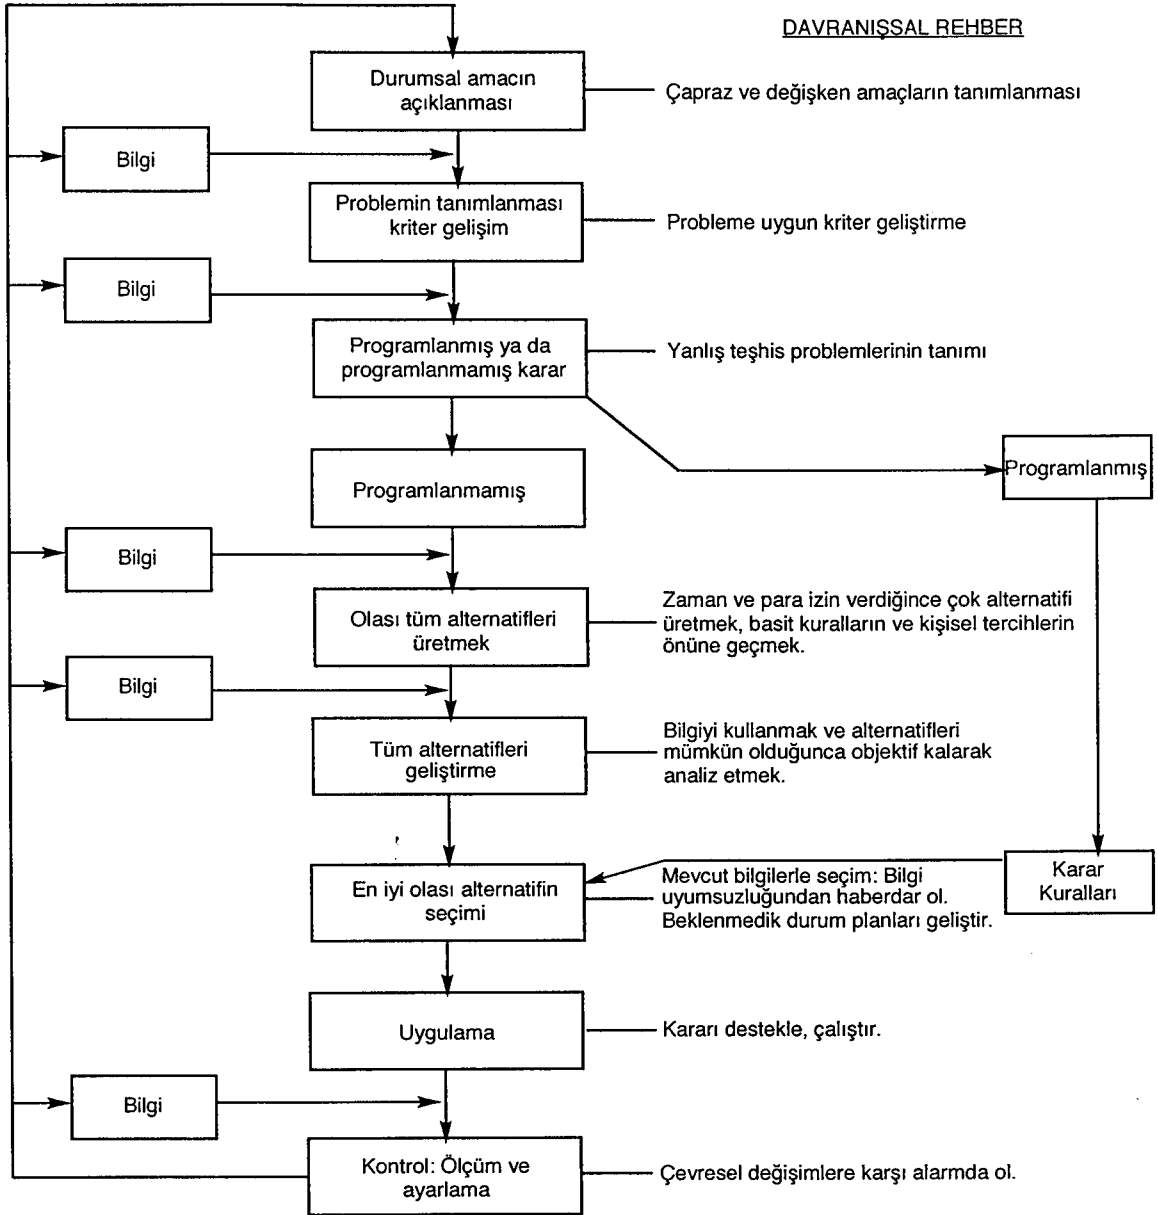 DAVRANIŞSAL REHBER
Durumsal amacın
açıklanması
Çapraz ve değişken amaçların tanımlanması
Bilgi
Problemin tanımlanması
kriter gelişim
Probleme uygun kriter geliştirme
Bilgi
Programlanmış ya da
programlanmamış karar
Yanlış teşhis problemlerinin tanımı
Programlanmış
Programlanmamış
Bilgi
Olası tüm alternatifleri
üretmek
Zaman ve para izin verdiğince çok alternatifi
üretmek, basit kuralların ve kişisel tercihlerin
önüne geçmek.
Bilgi
Tüm alternatifleri
geliştirme
Bilgiyi kullanmak ve alternatifleri
mümkün olduğunca objektif kalarak
analiz etmek.
En iyi olası alternatifin
seçimi
Mevcut bilgilerle seçim: Bilgi
uyumsuzluğundan haberdar ol.
Beklenmedik durum planları geliştir.
Karar
Kuralları
Uygulama
Kararı destekle, çalıştır.
Bilgi
Kontrol: Ölçüm ve
ayarlama
Çevresel değişimlere karşı alarmda ol.